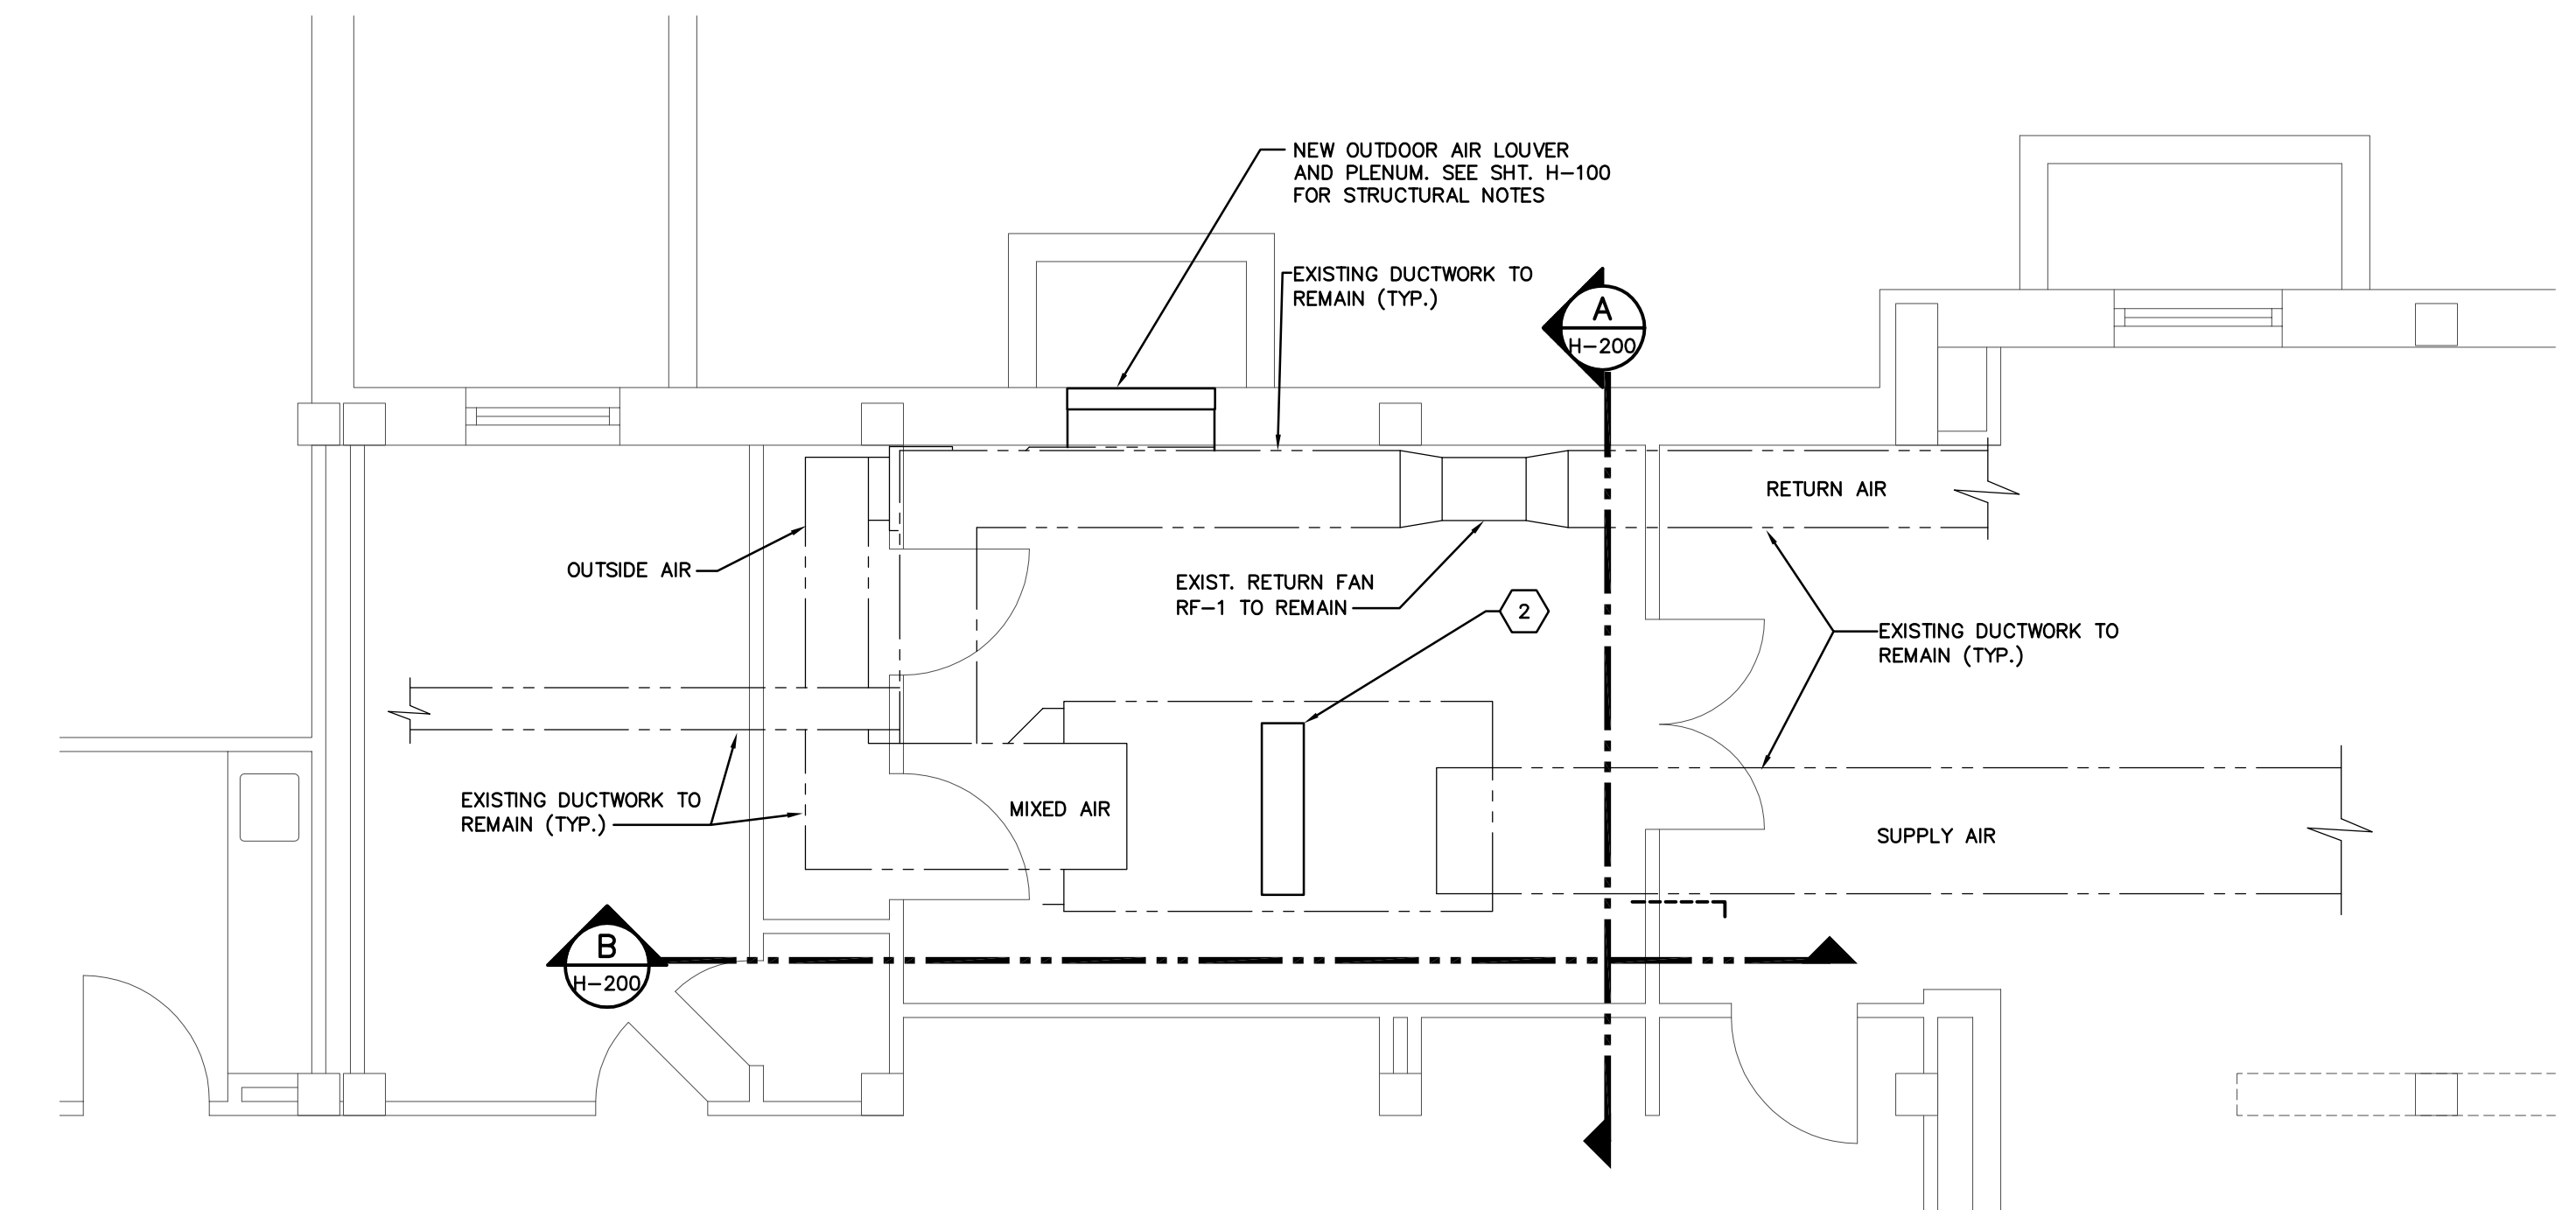 NEW OUTDOOR AIR LOUVER
AND PLENUM. SEE SHT. H-100
FOR STRUCTURAL NOTES
EXISTING DUCTWORK TO
REMAIN (TYP.)
A
H-200
RETURN AIR
OUTSIDE AIR
EXIST. RETURN FAN
RF-1 TO REMAIN
2
EXISTING DUCTWORK TO
REMAIN (TYP.)
EXISTING DUCTWORK TO
REMAIN (TYP.)
MIXED AIR
SUPPLY AIR
B
H-200